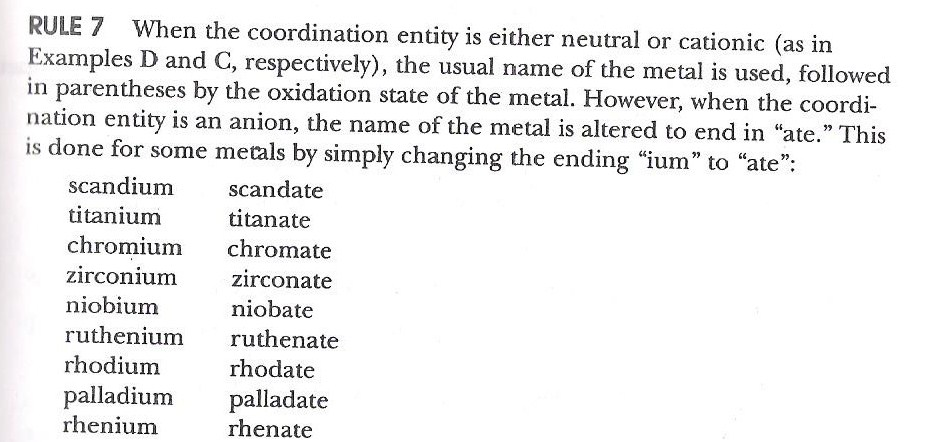 RULE 7 When the coordination entity is either neutral or cationic (as in
Examples D and C, respectively), the usual name of the metal is used, followed
in parentheses by the oxidation state of the metal. However, when the coordi-
nation entity is an anion, the name of the metal is altered to end in “ate.” This
is done for some metals by simply changing the ending “ium” to “ate”:
scandium scandate
titanium titanate
chromium chromate
zirconium zirconate
niobium niobate
ruthenium ruthenate
rhodium rhodate
palladium palladate
rhenium rhenate